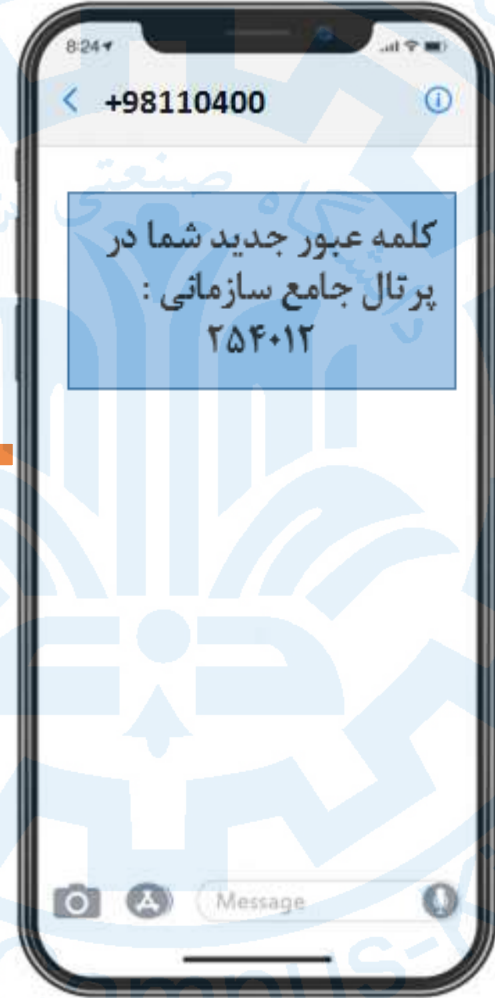 8:24
+98110400
کلمه عبور جدید شما در
پرتال جامع سازمانی :
۲۵۴۰۱۲
Message